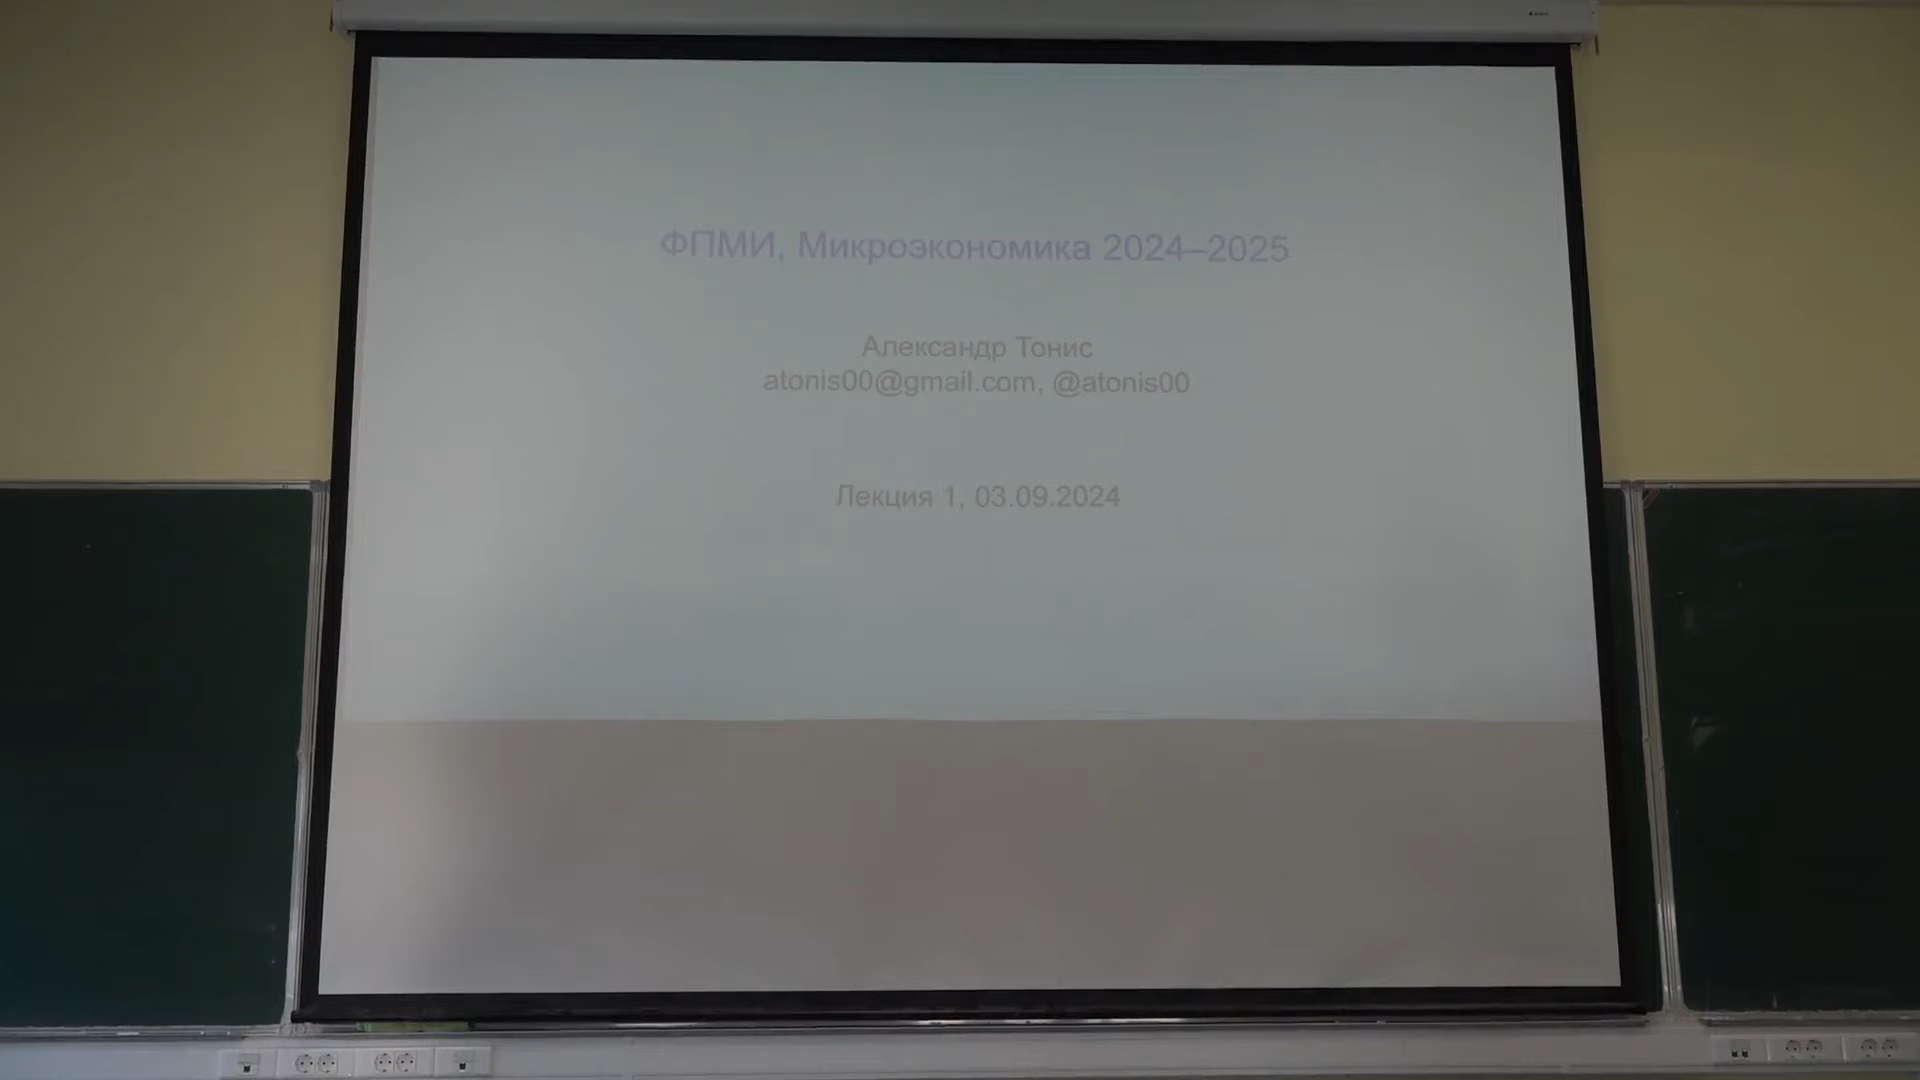 ФПМИ, Микроэкономика 2024–2025
Александр Тонис
atonis00@gmail.com, @atonis00
Лекция 1, 03.09.2024